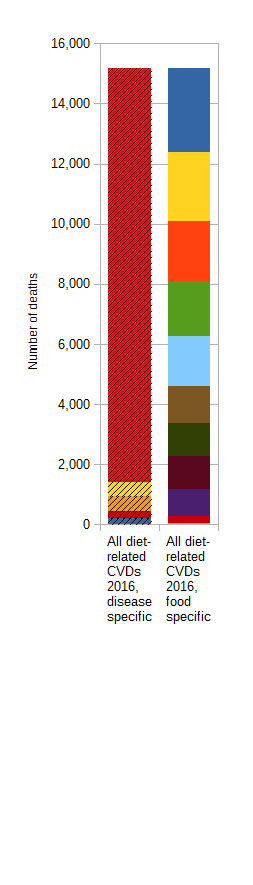 16,000
14,000
12,000
10,000
8,000
6,000
4,000
2,000
0
Number of deaths
All diet-
related
CVDs
2016,
disease
specific
All diet-
related
CVDs
2016,
food
specific